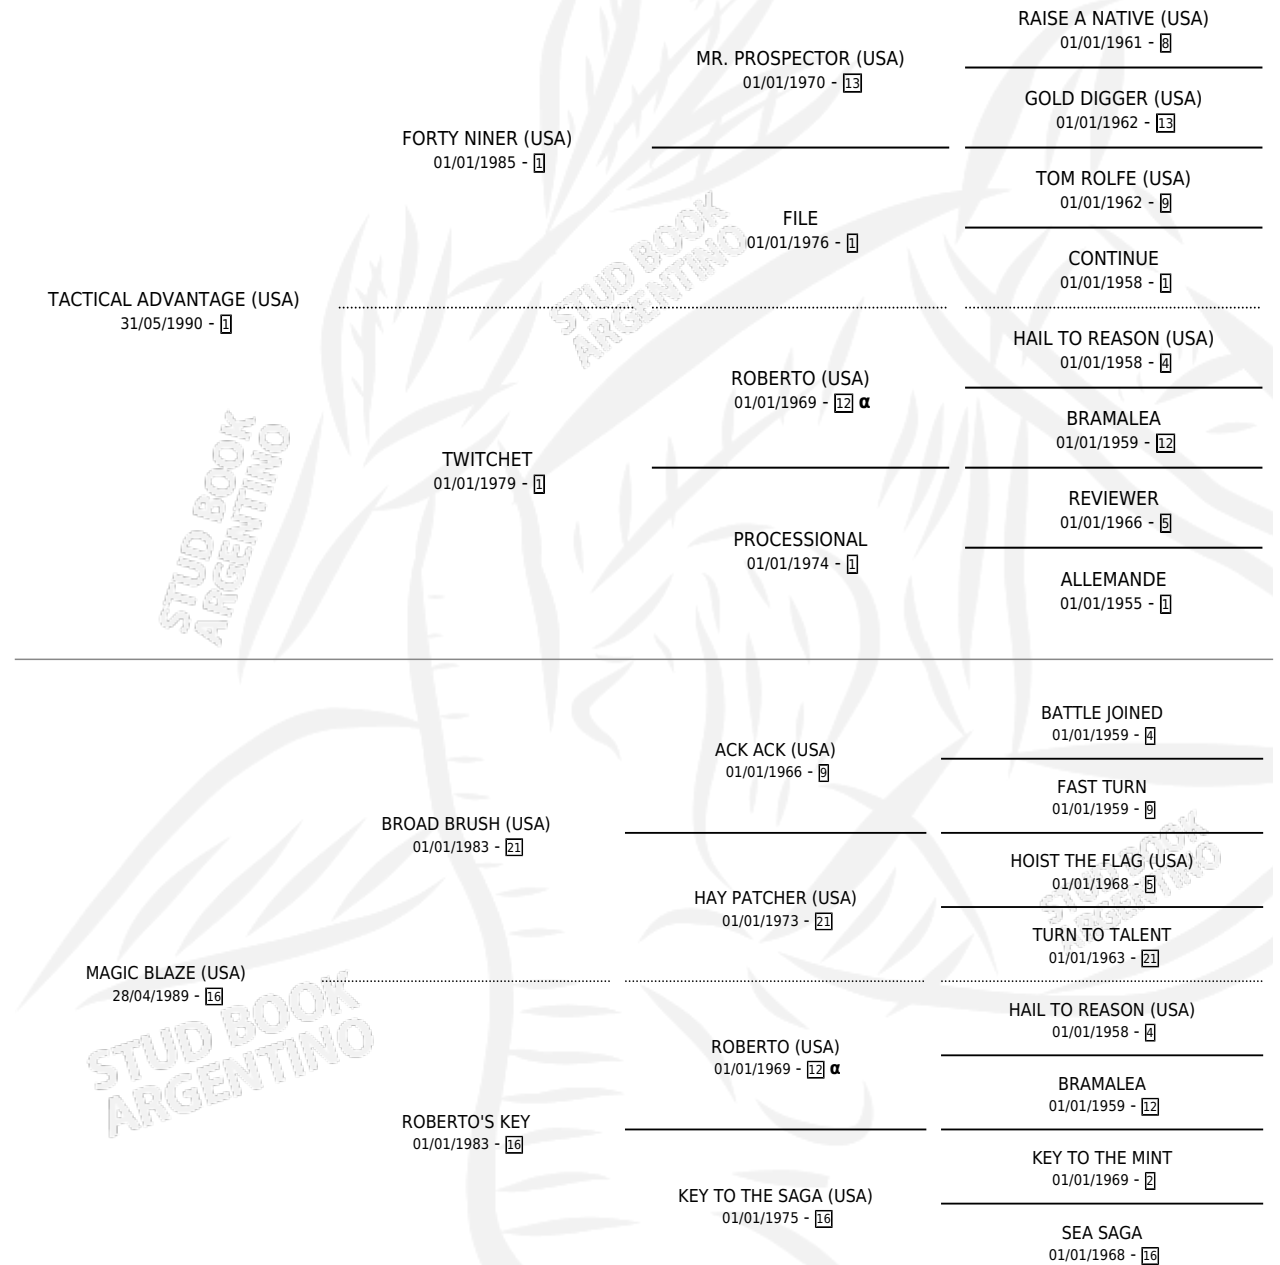 TACTICAL ADVANTAGE (USA)
31/05/1990 - 1
FORTY NINER (USA)
01/01/1985 - 1
MR. PROSPECTOR (USA)
01/01/1970 - 13
RAISE A NATIVE (USA)
01/01/1961 - 8
GOLD DIGGER (USA)
01/01/1962 - 13
FILE
01/01/1976 - 1
TOM ROLFE (USA)
01/01/1962 - 9
CONTINUE
01/01/1958 - 1
TWITCHET
01/01/1979 - 1
ROBERTO (USA)
01/01/1969 - 12 α
HAIL TO REASON (USA)
01/01/1958 - 4
BRAMALEA
01/01/1959 - 12
PROCESSIONAL
01/01/1974 - 1
REVIEWER
01/01/1966 - 5
ALLEMANDE
01/01/1955 - 1
MAGIC BLAZE (USA)
28/04/1989 - 16
BROAD BRUSH (USA)
01/01/1983 - 21
ACK ACK (USA)
01/01/1966 - 9
BATTLE JOINED
01/01/1959 - 4
FAST TURN
01/01/1959 - 9
HAY PATCHER (USA)
01/01/1973 - 21
HOIST THE FLAG (USA)
01/01/1968 - 5
TURN TO TALENT
01/01/1963 - 21
ROBERTO'S KEY
01/01/1983 - 16
ROBERTO (USA)
01/01/1969 - 12 α
HAIL TO REASON (USA)
01/01/1958 - 4
BRAMALEA
01/01/1959 - 12
KEY TO THE SAGA (USA)
01/01/1975 - 16
KEY TO THE MINT
01/01/1969 - 2
SEA SAGA
01/01/1968 - 16
STUD BOOK
ARGENTINO
STUD BOOK
ARGENTINO
STUD BOOK
ARGENTINO
STUD BOOK
ARGENTINO